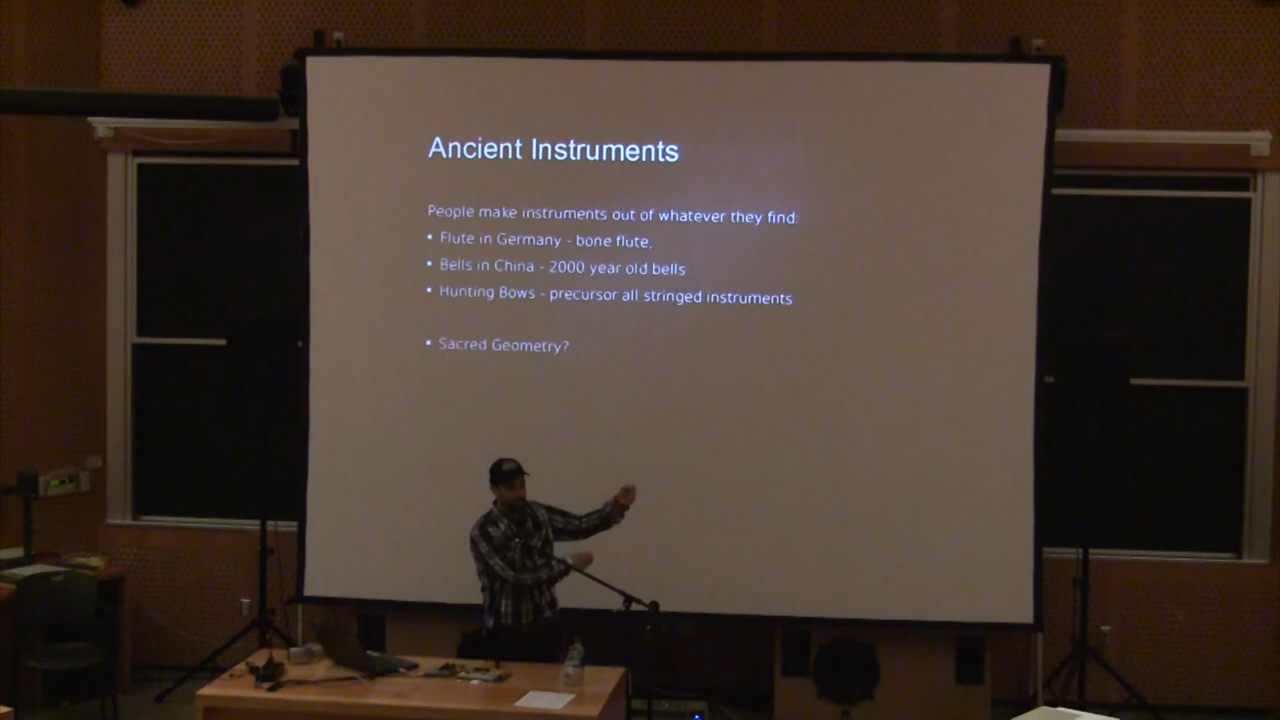 Ancient Instruments
People make instruments out of whatever they find:
• Flute in Germany - bone flute,
• Bells in China - 2000 year old bells
• Hunting Bows - precursor all stringed instruments
• Sacred Geometry?